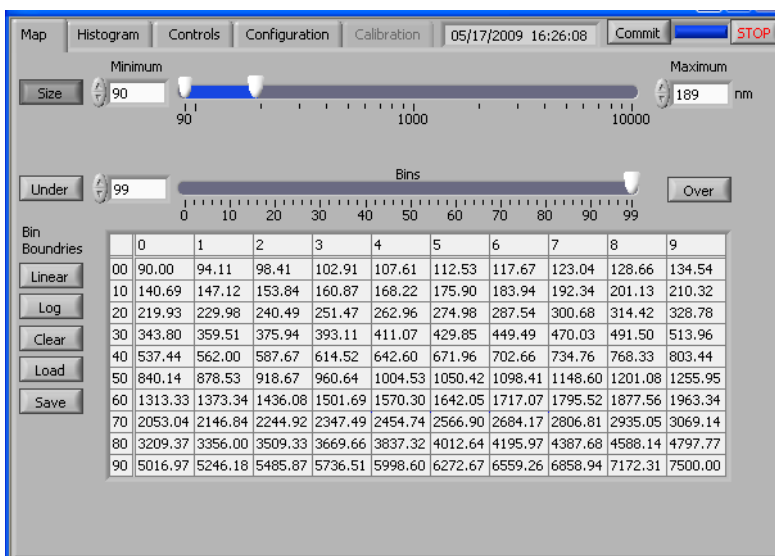 Map Histogram Controls Configuration Calibration 05/17/2009 16:26:08 Commit STOP
Minimum Maximum
Size 90 189 nm
90 1000 10000
Bins
Under 99 Over
0 10 20 30 40 50 60 70 80 90 99
Bin
Boundries
0 1 2 3 4 5 6 7 8 9
00 90.00 94.11 98.41 102.91 107.61 112.53 117.67 123.04 128.66 134.54
10 140.69 147.12 153.84 160.87 168.22 175.90 183.94 192.34 201.13 210.32
20 219.93 229.98 240.49 251.47 262.96 274.98 287.54 300.68 314.42 328.78
30 343.80 359.51 375.94 393.11 411.07 429.85 449.49 470.03 491.50 513.96
40 537.44 562.00 587.67 614.52 642.60 671.96 702.66 734.76 768.33 803.44
50 840.14 878.53 918.67 960.64 1004.53 1050.42 1098.41 1148.60 1201.08 1255.95
60 1313.33 1373.34 1436.08 1501.69 1570.30 1642.05 1717.07 1795.52 1877.56 1963.34
70 2053.04 2146.84 2244.92 2347.49 2454.74 2566.90 2684.17 2806.81 2935.05 3069.14
80 3209.37 3356.00 3509.33 3669.66 3837.32 4012.64 4195.97 4387.68 4588.14 4797.77
90 5016.97 5246.18 5485.87 5736.51 5998.60 6272.67 6559.26 6858.94 7172.31 7500.00
Linear
Log
Clear
Load
Save